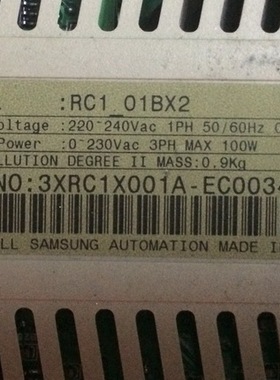 :RC1_01BX2
oltage :220~240Vac 1PH 50/60Hz
Power :0~230Vac 3PH MAX 100W
LLUTION DEGREE II MASS:0.9Kg
NO:3XRC1X001A-EC003
LL SAMSUNG AUTOMATION MADE I